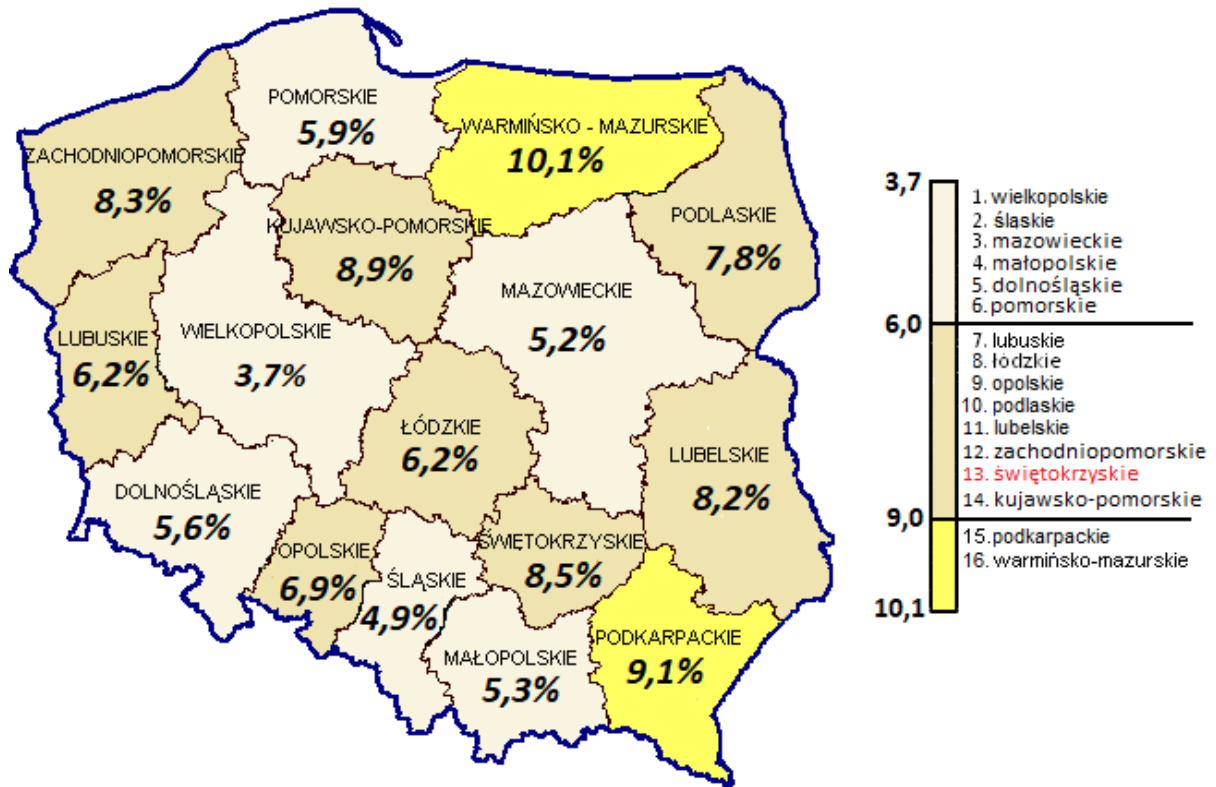 POMORSKIE
5,9%
WARMIŃSKO - MAZURSKIE
10,1%
ZACHODNIOPOMORSKIE
8,3%
KUJAWSKO-POMORSKIE
8,9%
PODLASKIE
7,8%
MAZOWIECKIE
5,2%
LUBUSKIE
6,2%
WIELKOPOLSKIE
3,7%
ŁÓDZKIE
6,2%
LUBELSKIE
8,2%
DOLNOŚLĄSKIE
5,6%
OPOLSKIE
6,9%
ŚLĄSKIE
4,9%
ŚWIĘTOKRZYSKIE
8,5%
MAŁOPOLSKIE
5,3%
PODKARPACKIE
9,1%
3,7
1. wielkopolskie
2. śląskie
3. mazowieckie
4. małopolskie
5. dolnośląskie
6. pomorskie
6,0
7. lubuskie
8. łódzkie
9. opolskie
10. podlaskie
11. lubelskie
12. zachodniopomorskie
13. świętokrzyskie
14. kujawsko-pomorskie
9,0
15. podkarpackie
16. warmińsko-mazurskie
10,1